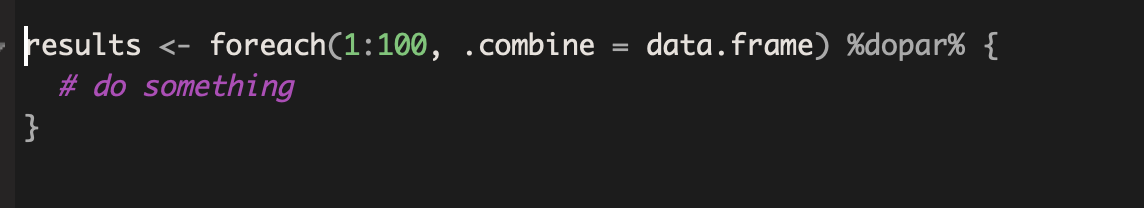 results <- foreach(1:100, .combine = data.frame) %dopar% {
  # do something
}